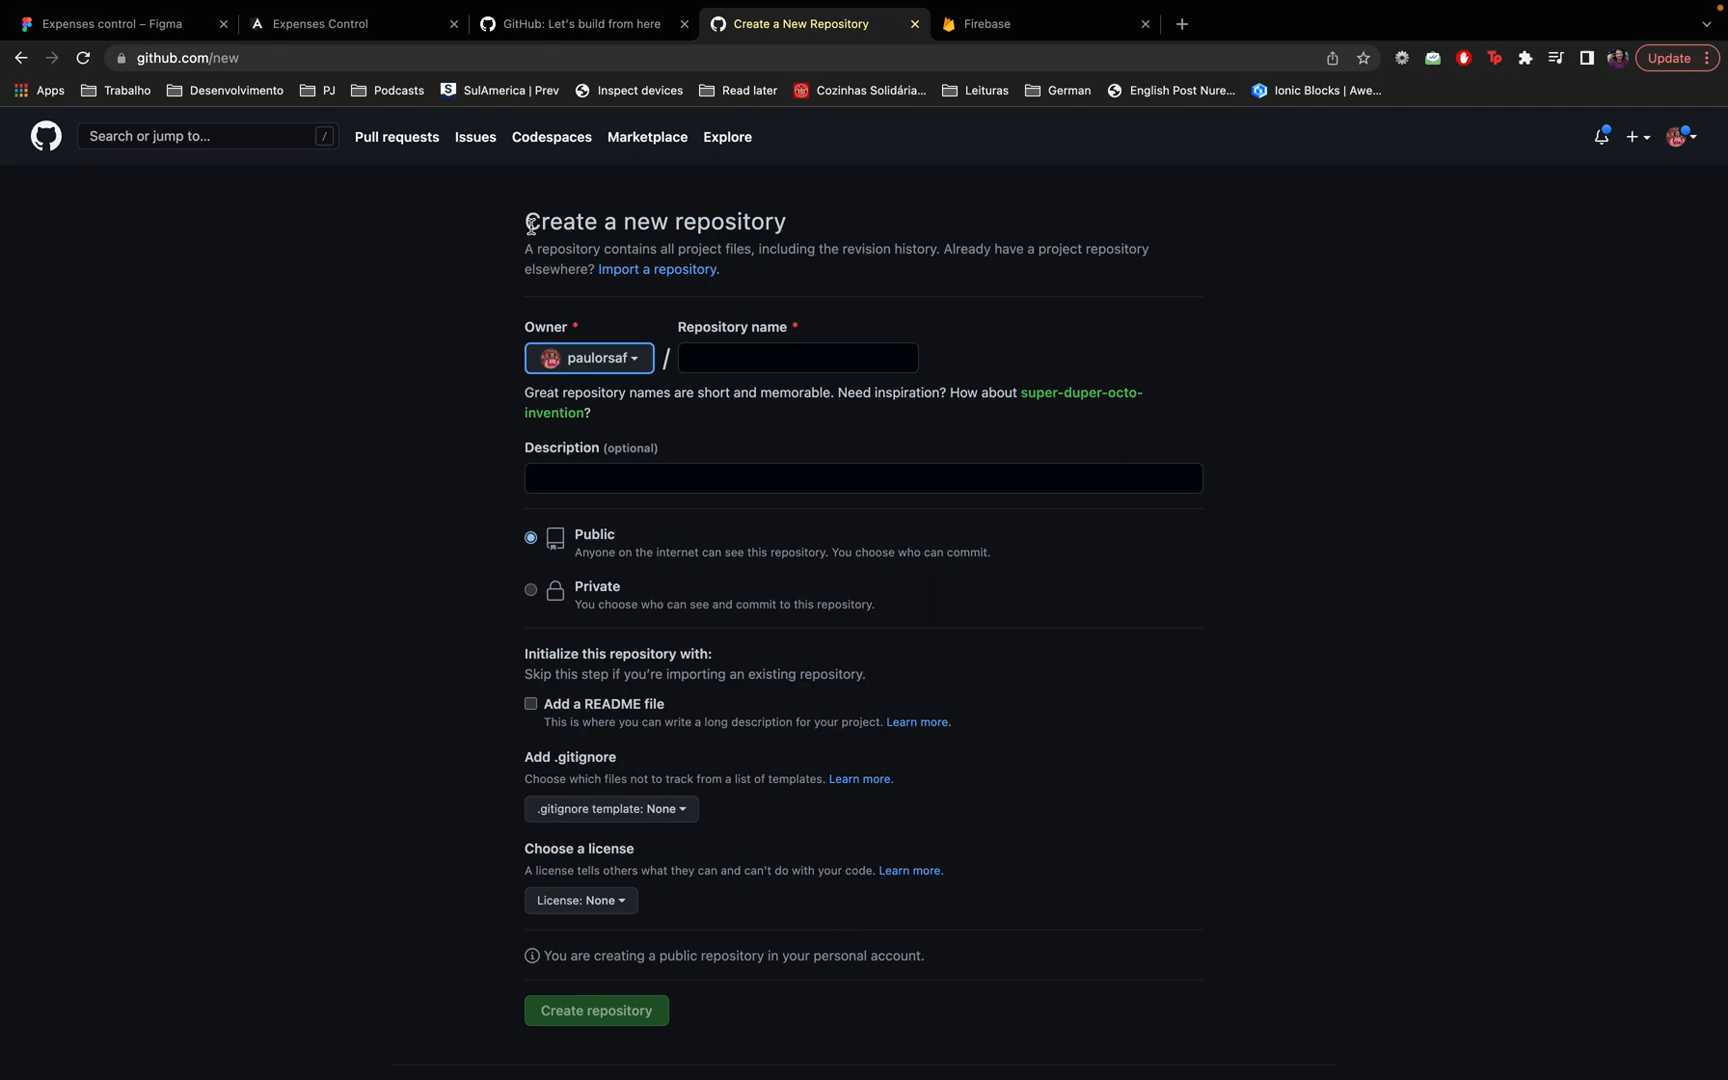 Expenses control – Figma
Expenses Control
GitHub: Let's build from here
Create a New Repository
Firebase
github.com/new
Update
Apps
Trabalho
Desenvolvimento
PJ
Podcasts
SulAmerica | Prev
Inspect devices
Read later
Cozinhas Solidária...
Leituras
German
English Post Nure...
Ionic Blocks | Awe...
Search or jump to...
/
Pull requests
Issues
Codespaces
Marketplace
Explore
Create a new repository
A repository contains all project files, including the revision history. Already have a project repository
elsewhere? Import a repository.
Owner *
Repository name *
paulorsaf
/
Great repository names are short and memorable. Need inspiration? How about super-duper-octo-
invention?
Description (optional)
Public
Anyone on the internet can see this repository. You choose who can commit.
Private
You choose who can see and commit to this repository.
Initialize this repository with:
Skip this step if you're importing an existing repository.
Add a README file
This is where you can write a long description for your project. Learn more.
Add .gitignore
Choose which files not to track from a list of templates. Learn more.
.gitignore template: None
Choose a license
A license tells others what they can and can't do with your code. Learn more.
License: None
You are creating a public repository in your personal account.
Create repository